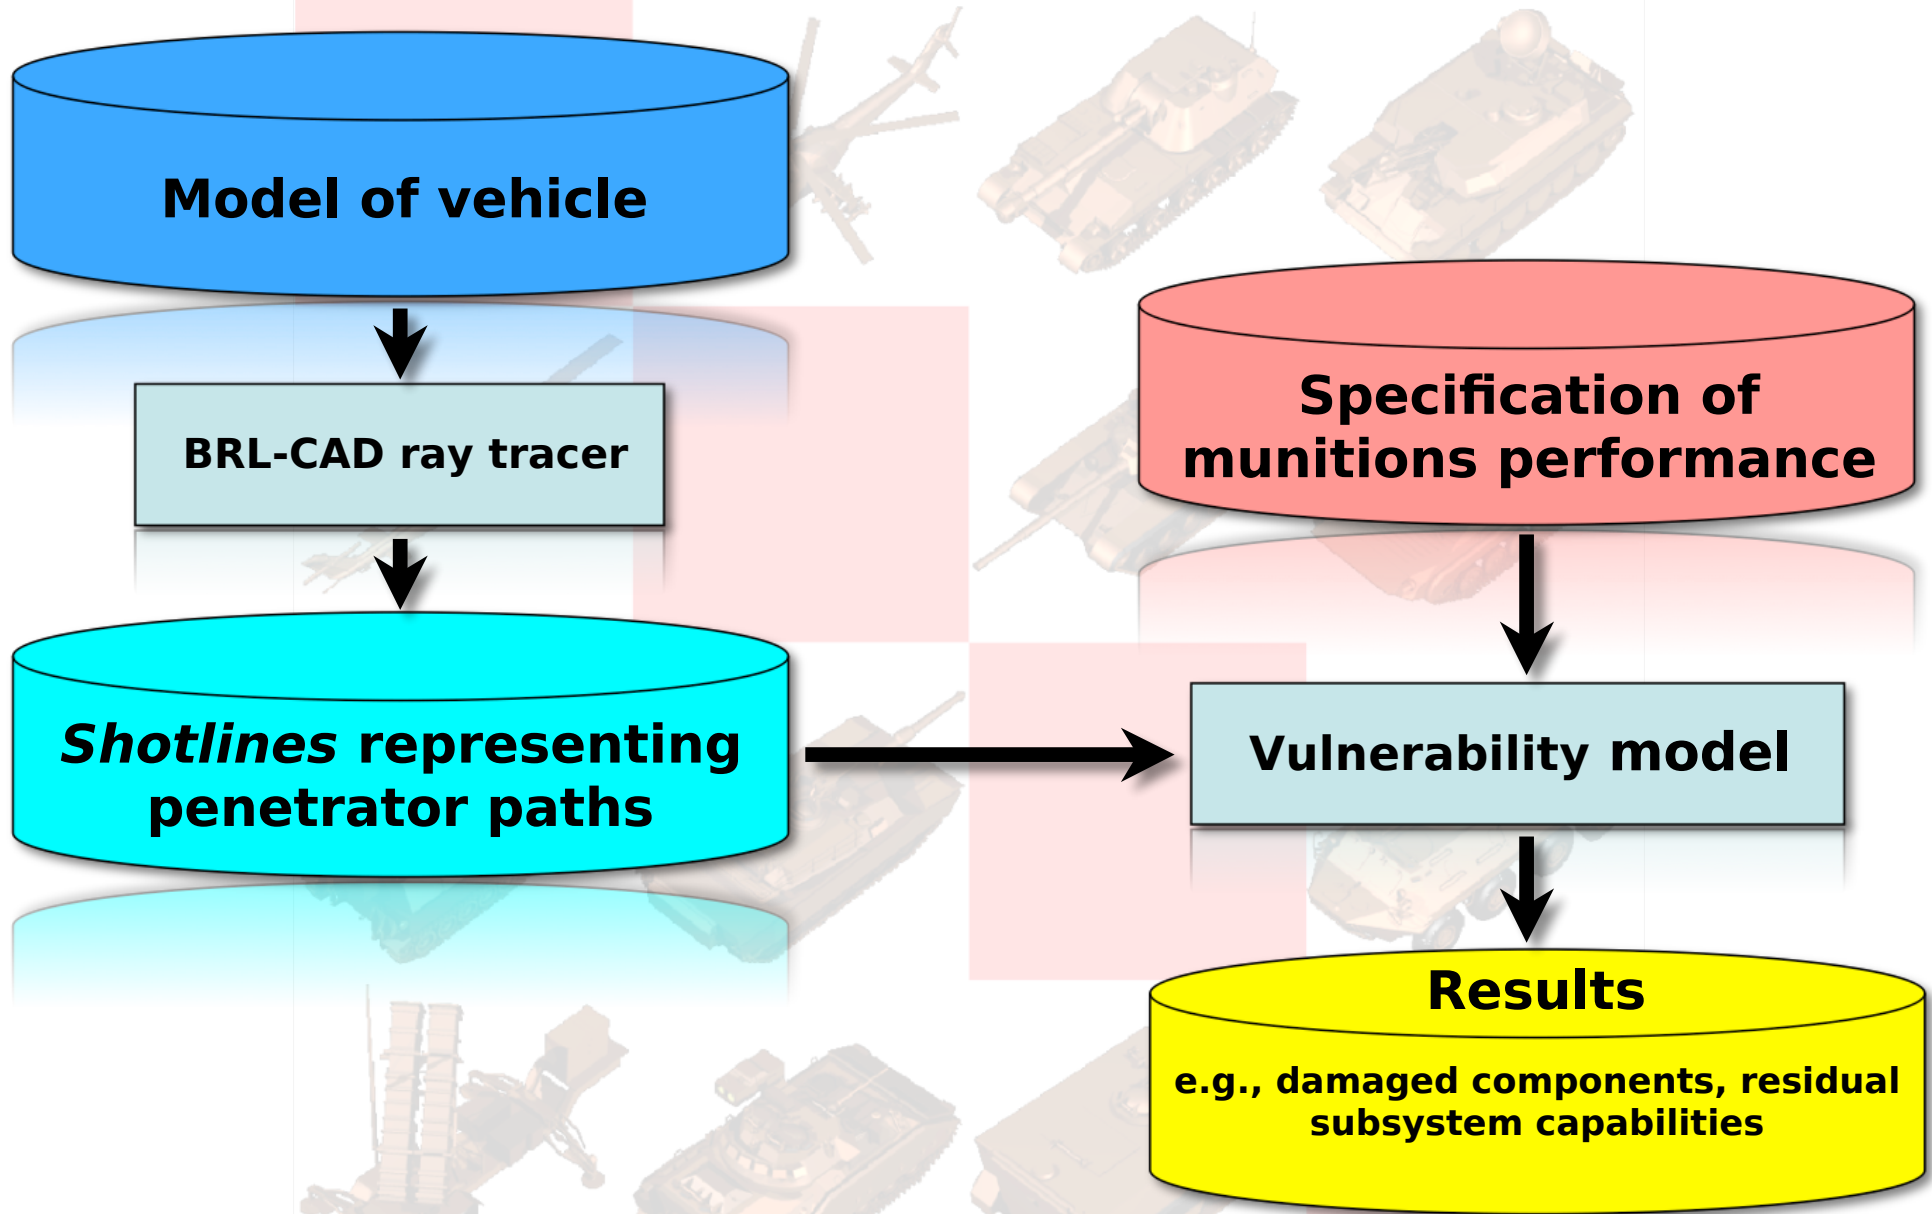 Model of vehicle
BRL-CAD ray tracer
Shotlines representing
penetrator paths
Specification of
munitions performance
Vulnerability model
Results
e.g., damaged components, residual
subsystem capabilities